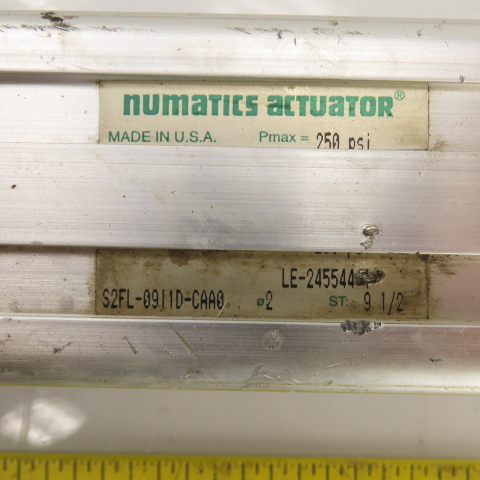 numatics actuator®
MADE IN U.S.A. Pmax = 250 psi
LE-245544
S2FL-09I1D-CAA0 ø2 ST: 9 1/2